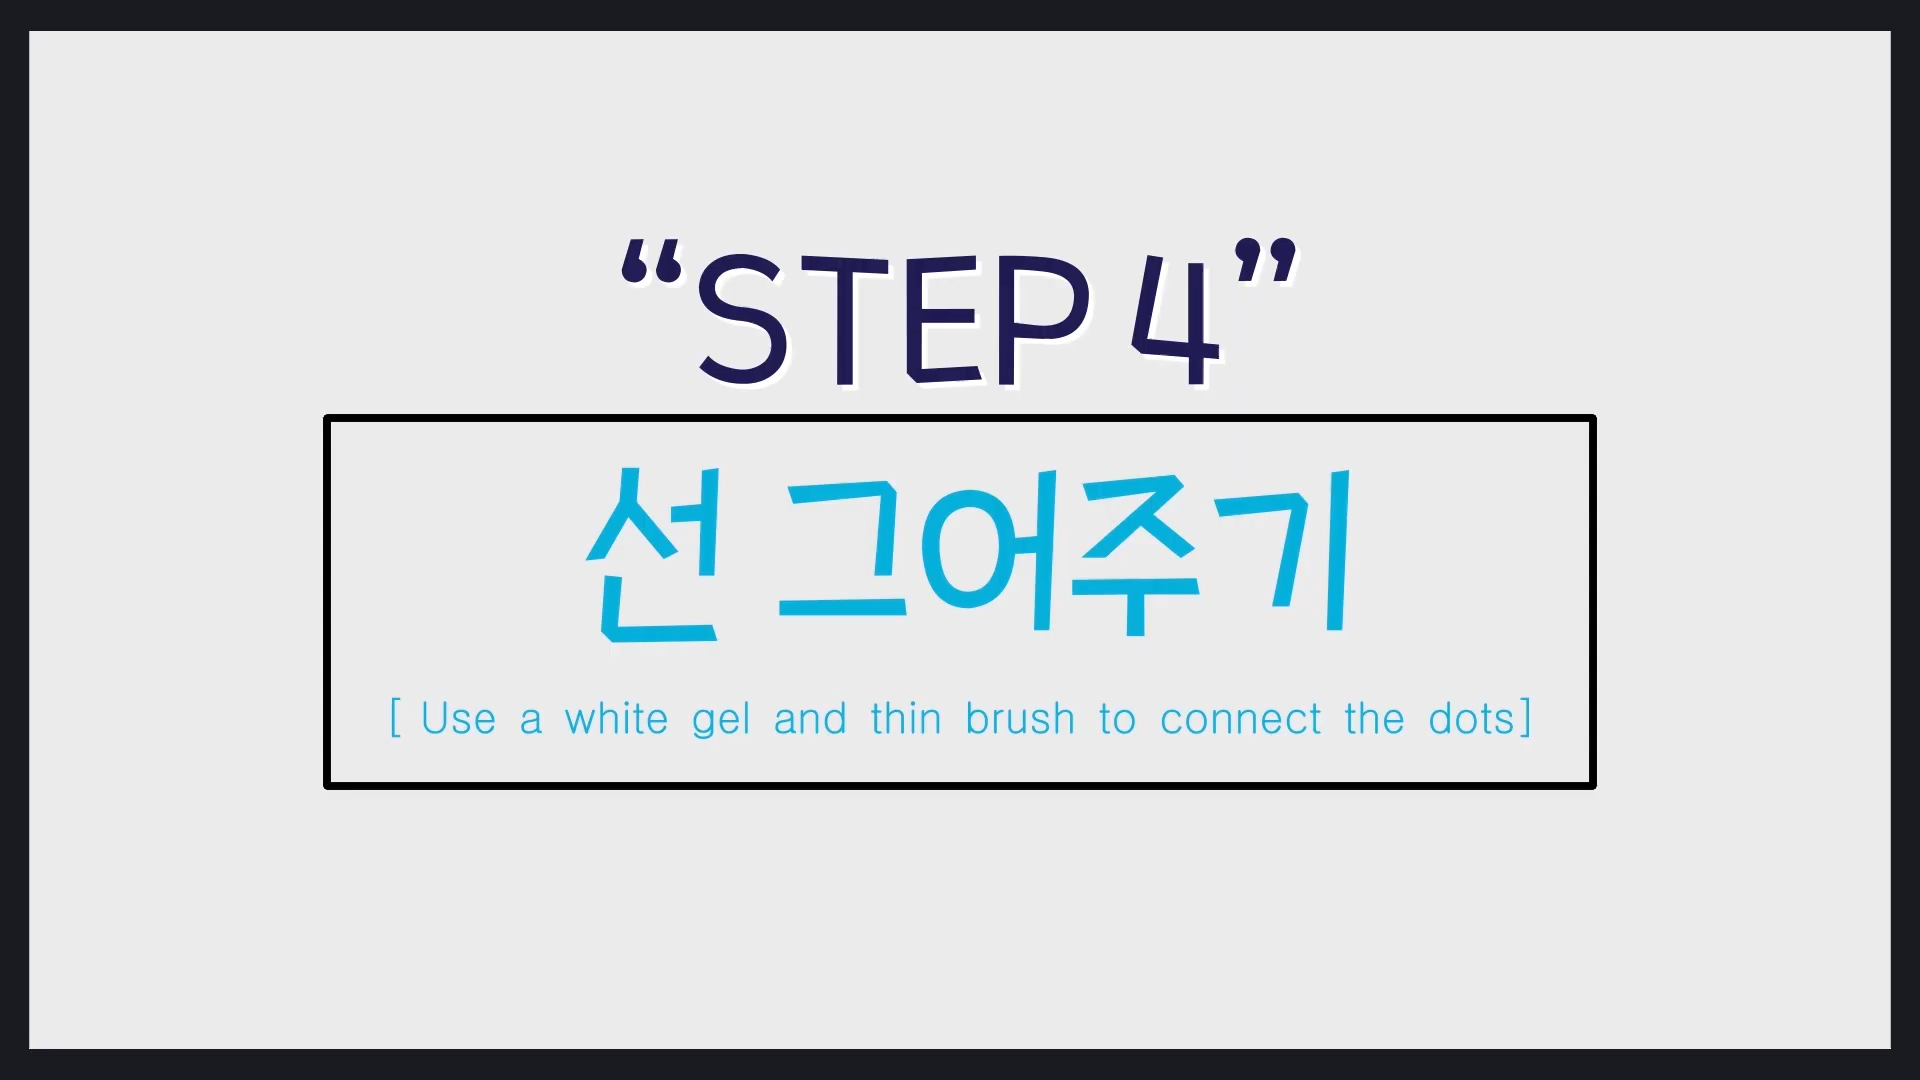 “STEP 4”
선 그어주기
[ Use a white gel and thin brush to connect the dots]